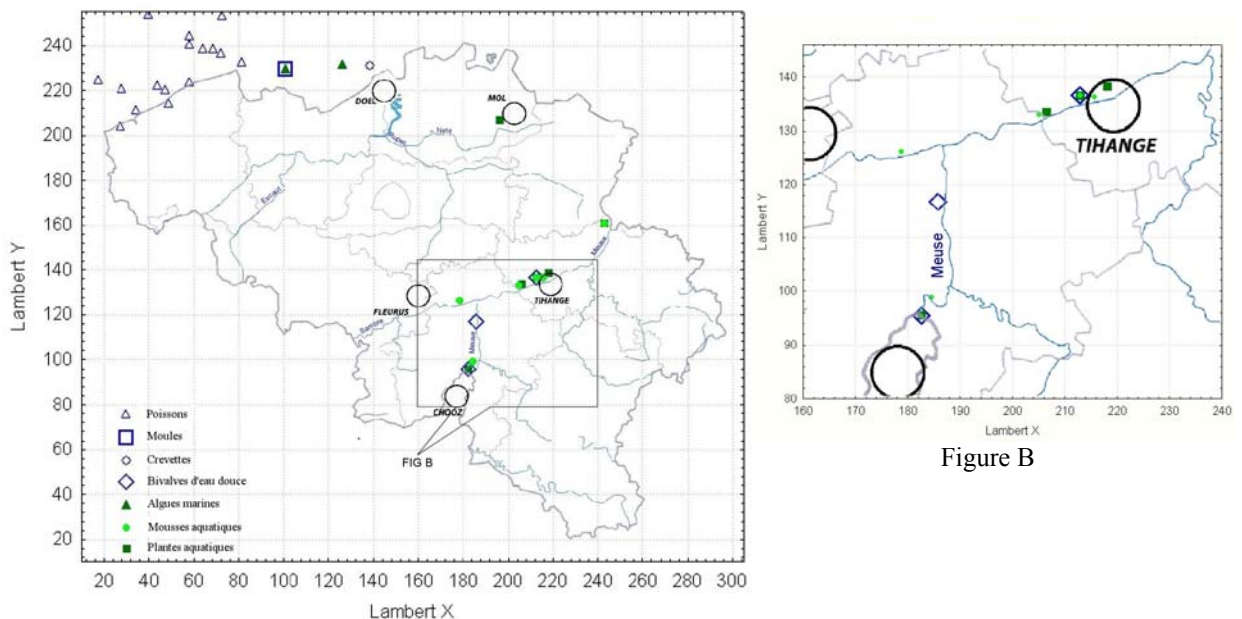 Lambert Y
240
220
200
180
160
140
120
100
80
60
40
20
DOEL
MOL
Rupel
Nete
Escaut
Meuse
FLEURUS
TIHANGE
Sambre
Meuse
CHOOZ
FIG B
Poissons
Moules
Crevettes
Bivalves d'eau douce
Algues marines
Mousses aquatiques
Plantes aquatiques
20 40 60 80 100 120 140 160 180 200 220 240 260 280 300
Lambert X
Lambert Y
140
130
120
110
100
90
80
TIHANGE
Meuse
160 170 180 190 200 210 220 230 240
Lambert X
Figure B